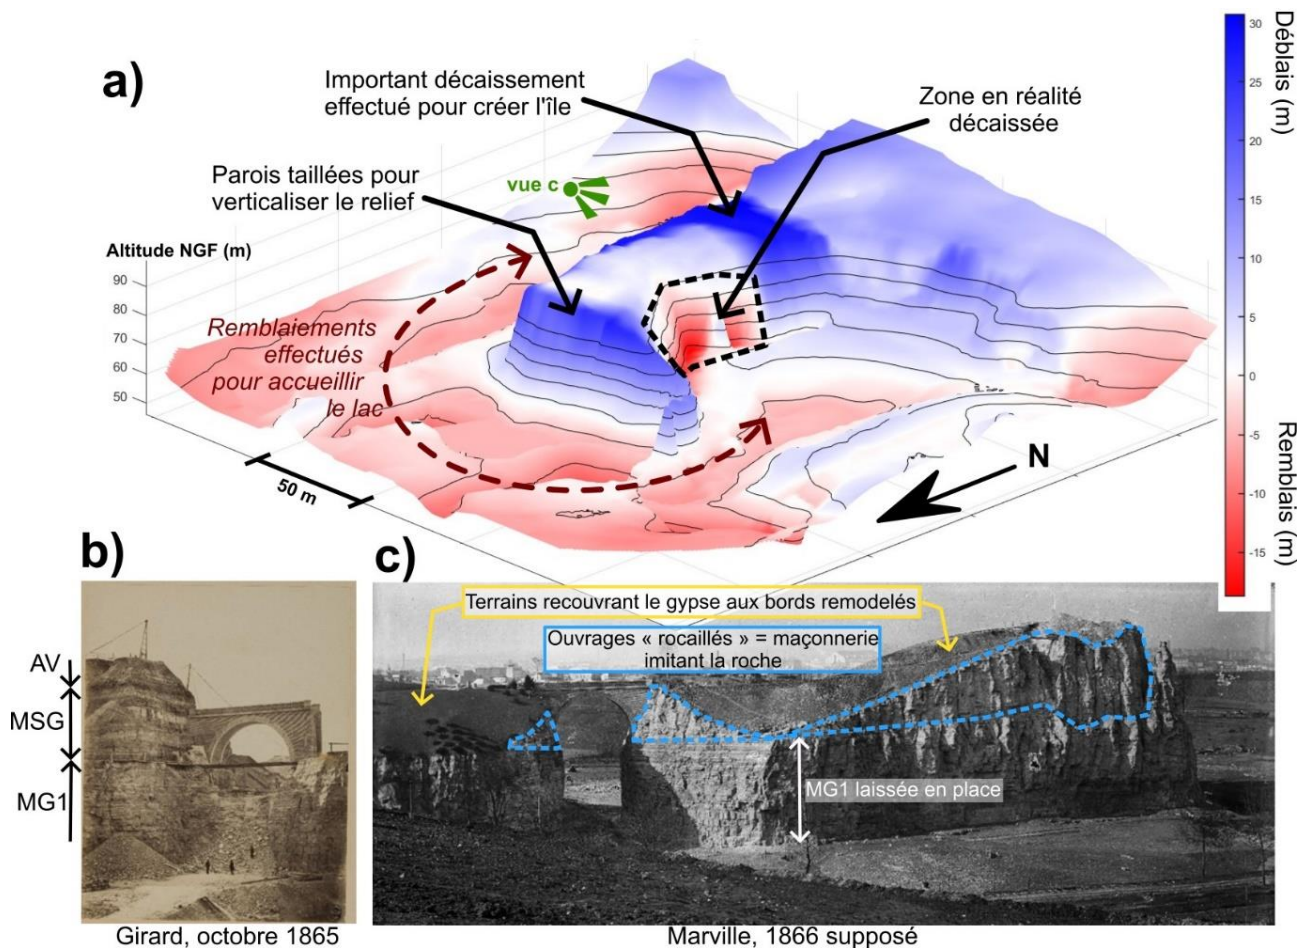 a)
Important décaissement
effectué pour créer l'île
Zone en réalité
décaissée
Parois taillées pour
verticaliser le relief
vue c
Altitude NGF (m)
90
80
70
60
50
Remblaiements
effectués
pour accueillir
le lac
50 m
N
30
25
20
15
10
5
0
-5
-10
-15
Déblais (m)
Remblais (m)
b)
AV
MSG
MG1
Girard, octobre 1865
c)
Terrains recouvrant le gypse aux bords remodelés
Ouvrages « rocaillés » = maçonnerie
imitant la roche
MG1 laissée en place
Marville, 1866 supposé